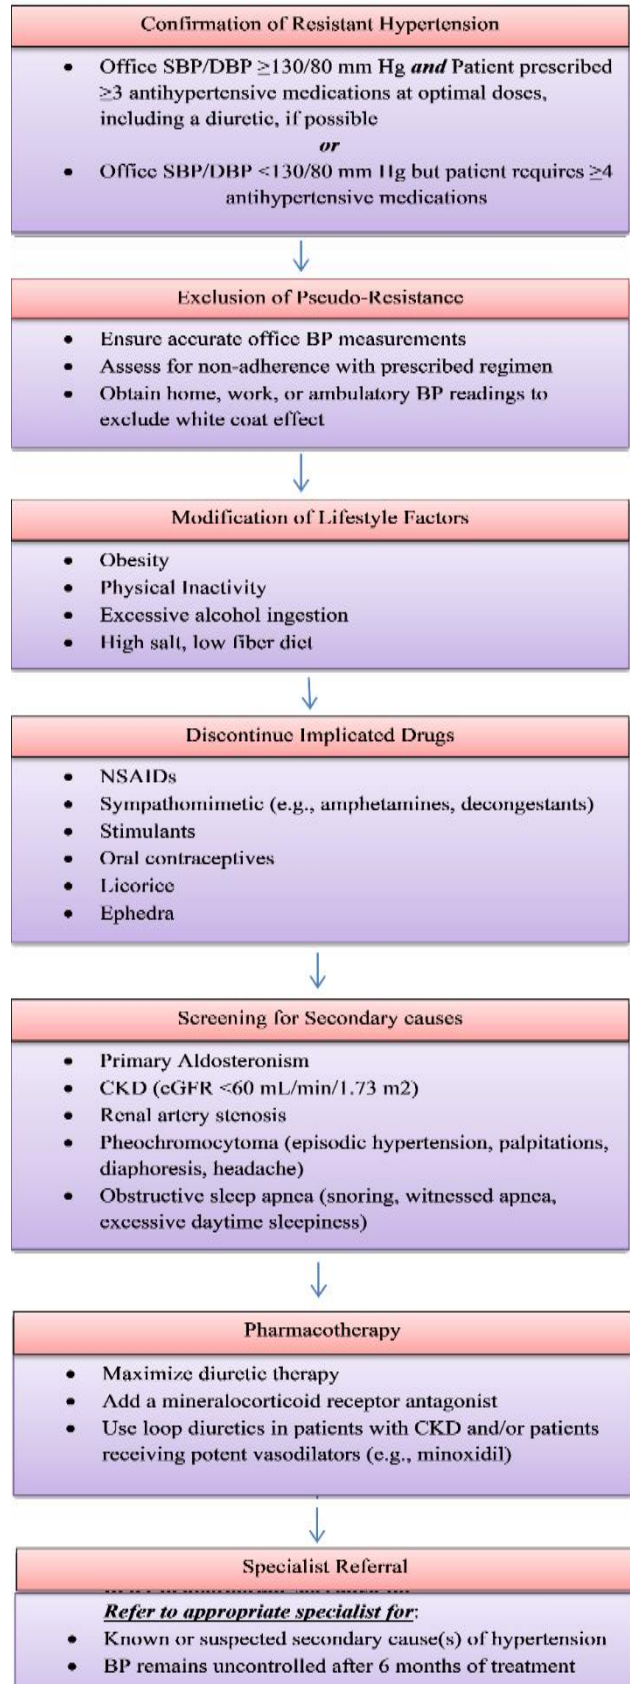 Confirmation of Resistant Hypertension
• Office SBP/DBP ≥130/80 mm Hg and Patient prescribed
≥3 antihypertensive medications at optimal doses,
including a diuretic, if possible
or
• Office SBP/DBP <130/80 mm Hg but patient requires ≥4
antihypertensive medications
Exclusion of Pseudo-Resistance
• Ensure accurate office BP measurements
• Assess for non-adherence with prescribed regimen
• Obtain home, work, or ambulatory BP readings to
exclude white coat effect
Modification of Lifestyle Factors
• Obesity
• Physical Inactivity
• Excessive alcohol ingestion
• High salt, low fiber diet
Discontinue Implicated Drugs
• NSAIDs
• Sympathomimetic (e.g., amphetamines, decongestants)
• Stimulants
• Oral contraceptives
• Licorice
• Ephedra
Screening for Secondary causes
• Primary Aldosteronism
• CKD (eGFR <60 mL/min/1.73 m2)
• Renal artery stenosis
• Pheochromocytoma (episodic hypertension, palpitations,
diaphoresis, headache)
• Obstructive sleep apnea (snoring, witnessed apnea,
excessive daytime sleepiness)
Pharmacotherapy
• Maximize diuretic therapy
• Add a mineralocorticoid receptor antagonist
• Use loop diuretics in patients with CKD and/or patients
receiving potent vasodilators (e.g., minoxidil)
Specialist Referral
Refer to appropriate specialist for:
• Known or suspected secondary cause(s) of hypertension
• BP remains uncontrolled after 6 months of treatment